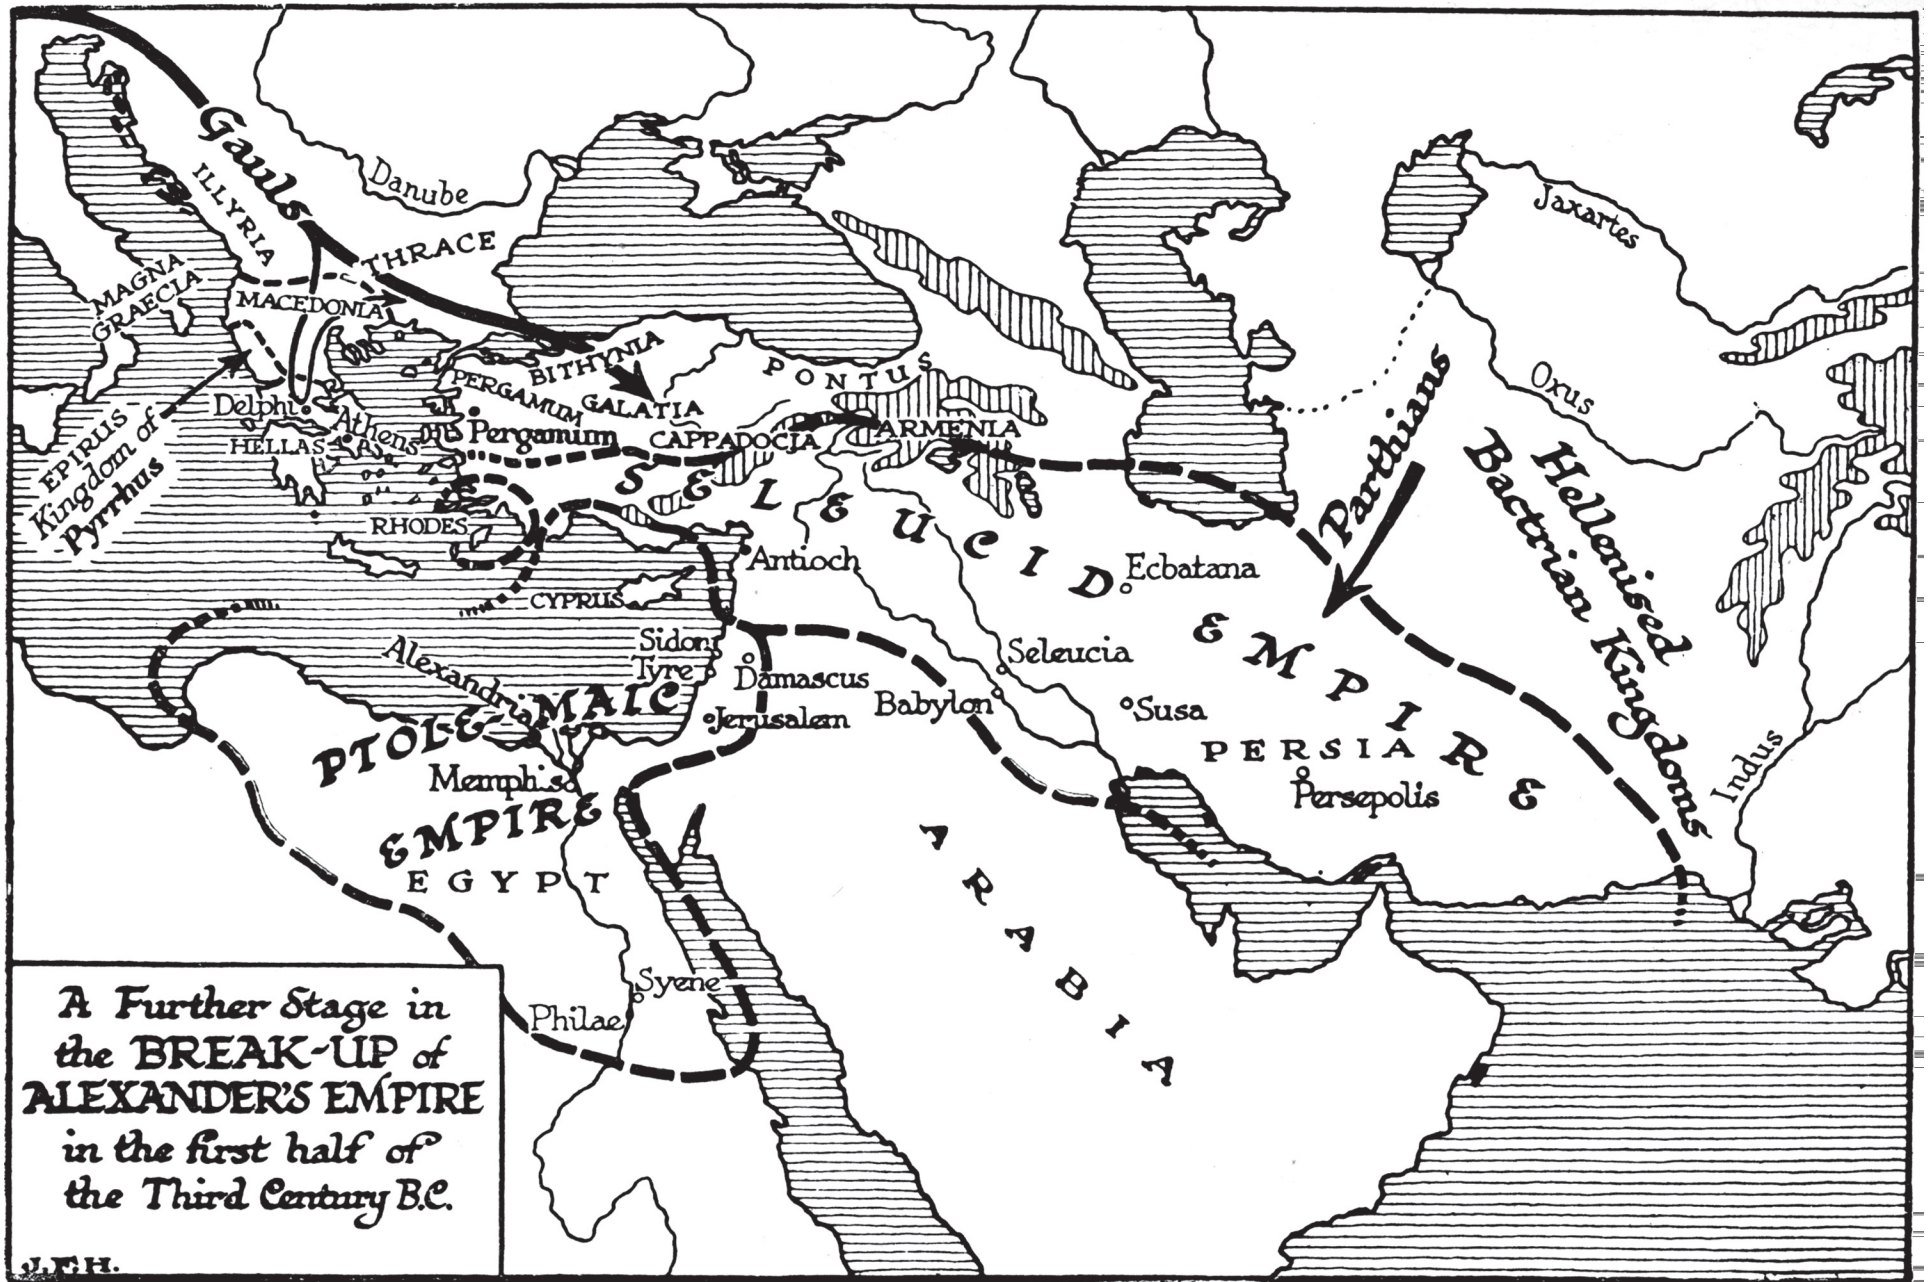 Gauls
Danube
ILLYRIA
THRACE
Jaxartes
MAGNA
GRAECIA
MACEDONIA
BITHYNIA
PONTUS
PERGAMUM
GALATIA
Oxus
Delphi
Athens
Pergamum
CAPPADOCIA
ARMENIA
HELLAS
EPIRUS
Kingdom of
Pyrrhus
Parthians
Hellenised
Bactrian Kingdoms
SELEUCID EMPIRE
RHODES
Antioch
Ecbatana
CYPRUS
Alexandria
Sidon
Tyre
Damascus
Seleucia
Babylon
Jerusalem
Susa
PTOLEMAIC
EMPIRE
PERSIA
Persepolis
Indus
Memphis
EGYPT
ARABIA
Syene
Philae
A Further Stage in
the BREAK-UP of
ALEXANDER'S EMPIRE
in the first half of
the Third Century B.C.
J.F.H.